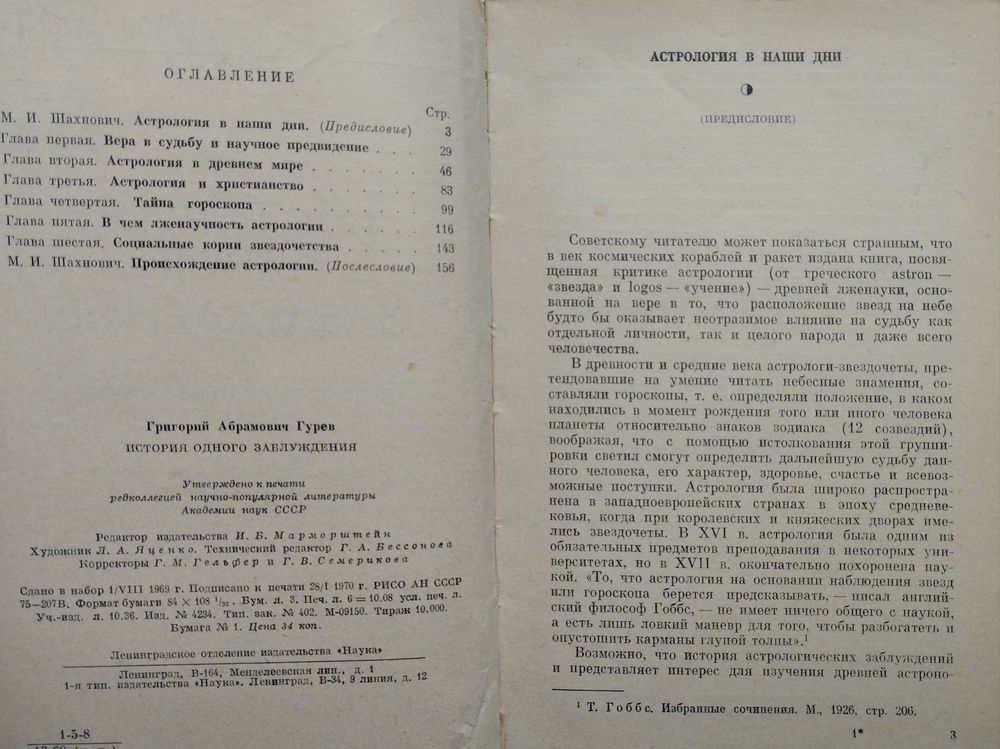 ОГЛАВЛЕНИЕ
Стр.
М. И. Шахнович. Астрология в наши дни. (Предисловие) 3
Глава первая. Вера в судьбу и научное предвидение . . . 29
Глава вторая. Астрология в древнем мире . . . . . . . 46
Глава третья. Астрология и христианство . . . . . . . 83
Глава четвертая. Тайна гороскопа . . . . . . . . . . 99
Глава пятая. В чем лженаучность астрологии . . . . . . 116
Глава шестая. Социальные корни звездочетства . . . . . 143
М. И. Шахнович. Происхождение астрологии. (Послесловие) 156
Григорий Абрамович Гурев
ИСТОРИЯ ОДНОГО ЗАБЛУЖДЕНИЯ
Утверждено к печати
редколлегией научно-популярной литературы
Академии наук СССР
Редактор издательства И. Б. Марморштейн
Художник Л. А. Яценко. Технический редактор Г. А. Бессонова
Корректоры Г. М. Гельфер и Г. В. Семерикова
Сдано в набор 1/VIII 1969 г. Подписано к печати 28/I 1970 г. РИСО АН СССР
75—207В. Формат бумаги 84 × 108 1/32. Бум. л. 3. Печ. л. 6 = 10.08 усл. печ. л.
Уч.-изд. л. 10.36. Изд. № 4234. Тип. зак. № 402. М-09150. Тираж 10.000.
Бумага № 1. Цена 34 коп.
Ленинградское отделение издательства «Наука»
Ленинград, В-164, Менделеевская лин., д. 1
1-я тип. издательства «Наука». Ленинград, В-34, 9 линия, д. 12
1-5-8
АСТРОЛОГИЯ В НАШИ ДНИ
(ПРЕДИСЛОВИЕ)
Советскому читателю может показаться странным, что
в век космических кораблей и ракет издана книга, посвя-
щенная критике астрологии (от греческого astron —
«звезда» и logos — «учение») — древней лженауки, осно-
ванной на вере в то, что расположение звезд на небе
будто бы оказывает неотразимое влияние на судьбу как
отдельной личности, так и целого народа и даже всего
человечества.
В древности и средние века астрологи-звездочеты, пре-
тендовавшие на умение читать небесные знамения, со-
ставляли гороскопы, т. е. определяли положение, в каком
находились в момент рождения того или иного человека
планеты относительно знаков зодиака (12 созвездий),
воображая, что с помощью истолкования этой группи-
ровки светил смогут определить дальнейшую судьбу дан-
ного человека, его характер, здоровье, счастье и всевоз-
можные поступки. Астрология была широко распростра-
нена в западноевропейских странах в эпоху средневе-
ковья, когда при королевских и княжеских дворах име-
лись звездочеты. В XVI в. астрология была одним из
обязательных предметов преподавания в некоторых уни-
верситетах, но в XVII в. окончательно похоронена нау-
кой. «То, что астрология на основании наблюдения звезд
или гороскопа берется предсказывать, — писал англий-
ский философ Гоббс, — не имеет ничего общего с наукой,
а есть лишь ловкий маневр для того, чтобы разбогатеть и
опустошить карманы глупой толпы».1
Возможно, что история астрологических заблуждений
и представляет интерес для изучения древней астроно-
1 Т. Гоббс. Избранные сочинения. М., 1926, стр. 206.
1* 3